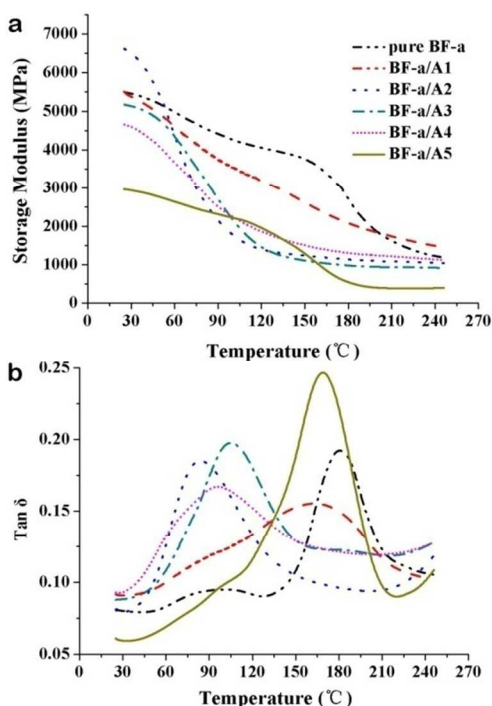 a
7000
6000
5000
4000
3000
2000
1000
0
Storage Modulus (MPa)
pure BF-a
BF-a/A1
BF-a/A2
BF-a/A3
BF-a/A4
BF-a/A5
0 30 60 90 120 150 180 210 240 270
Temperature (℃)
b
0.25
0.20
0.15
0.10
0.05
Tan δ
0 30 60 90 120 150 180 210 240 270
Temperature (℃)